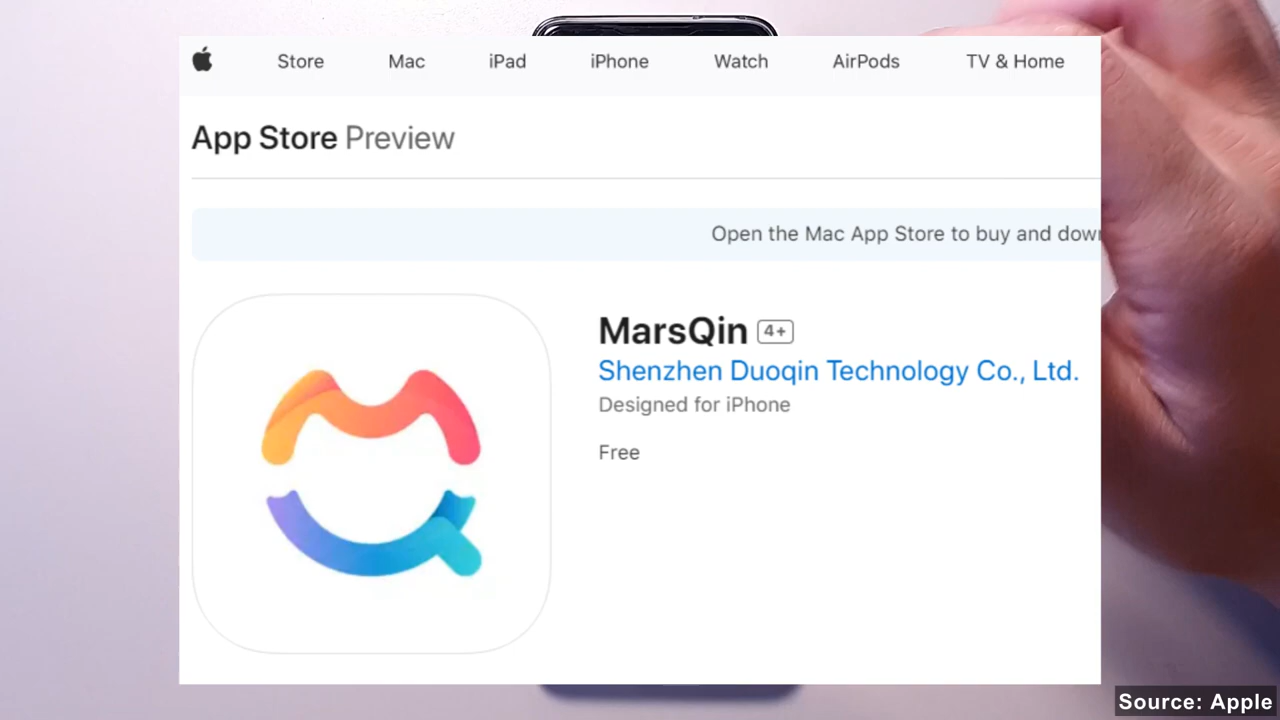 Store Mac iPad iPhone Watch AirPods TV & Home
App Store Preview
Open the Mac App Store to buy and
MarsQin 4+
Shenzhen Duoqin Technology Co., Ltd.
Designed for iPhone
Free
Source: Apple